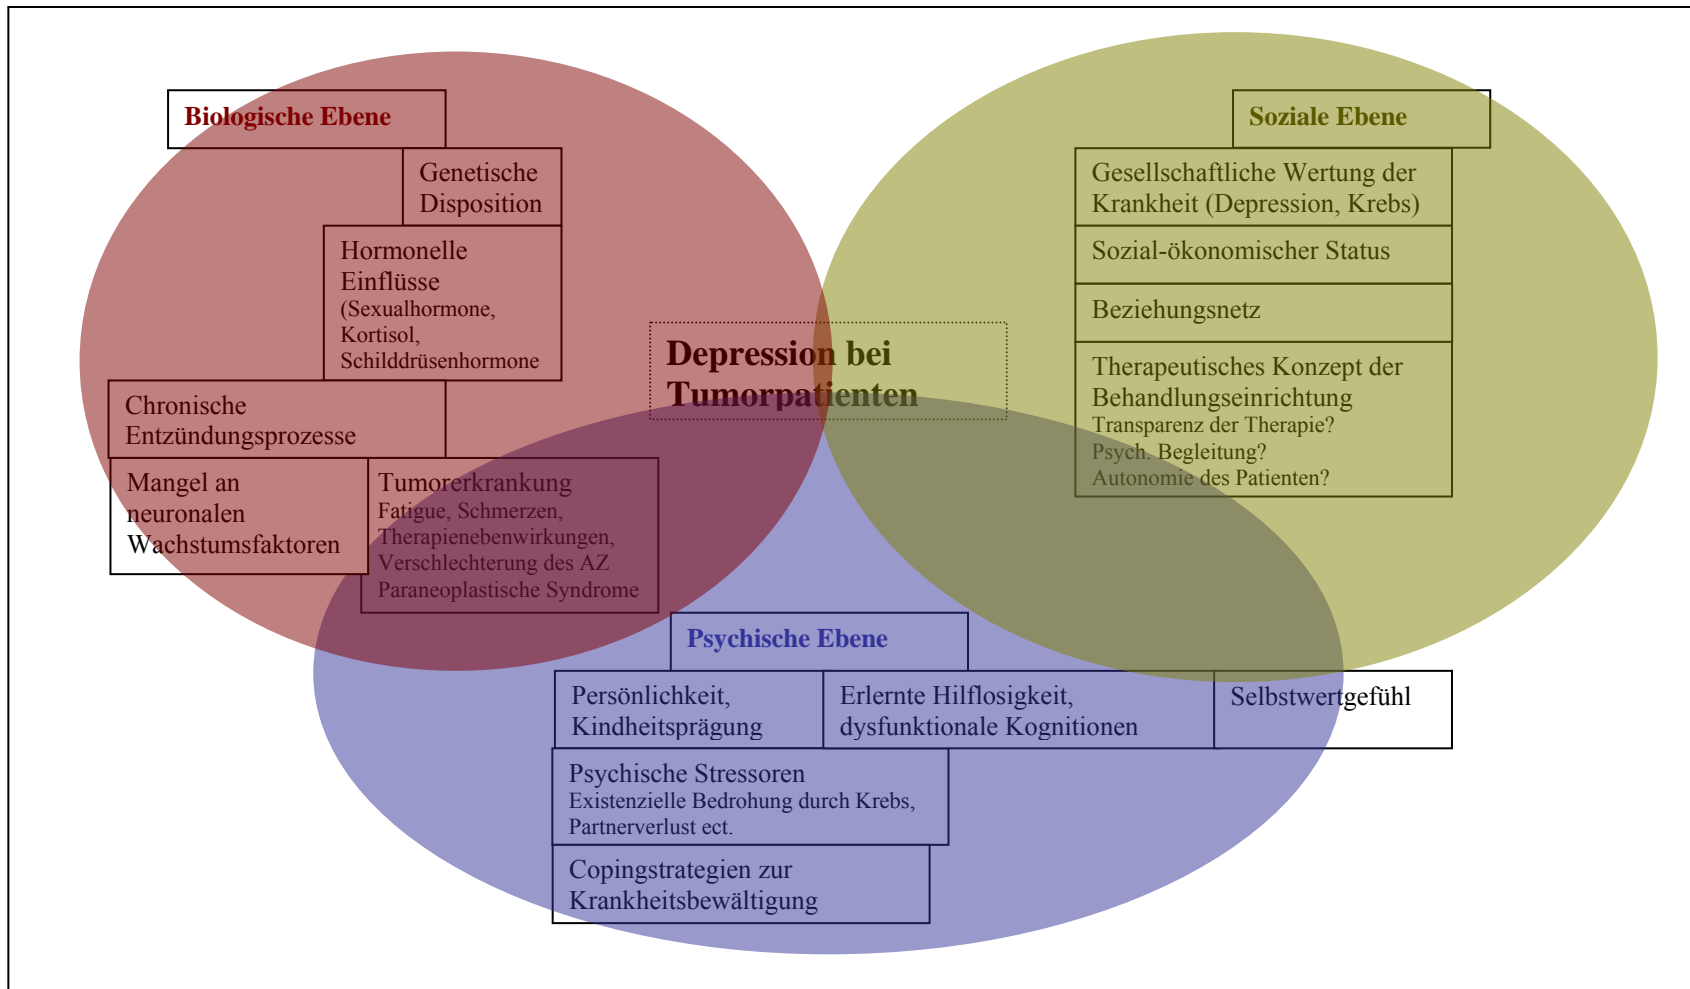 Biologische Ebene
Genetische
Disposition
Hormonelle
Einflüsse
(Sexualhormone,
Kortisol,
Schilddrüsenhormone
Chronische
Entzündungsprozesse
Mangel an
neuronalen
Wachstumsfaktoren
Tumorerkrankung
Fatigue, Schmerzen,
Therapienebenwirkungen,
Verschlechterung des AZ
Paraneoplastische Syndrome
Depression bei
Tumorpatienten
Soziale Ebene
Gesellschaftliche Wertung der
Krankheit (Depression, Krebs)
Sozial-ökonomischer Status
Beziehungsnetz
Therapeutisches Konzept der
Behandlungseinrichtung
Transparenz der Therapie?
Psych. Begleitung?
Autonomie des Patienten?
Psychische Ebene
Persönlichkeit,
Kindheitsprägung
Erlernte Hilflosigkeit,
dysfunktionale Kognitionen
Selbstwertgefühl
Psychische Stressoren
Existenzielle Bedrohung durch Krebs,
Partnerverlust ect.
Copingstrategien zur
Krankheitsbewältigung